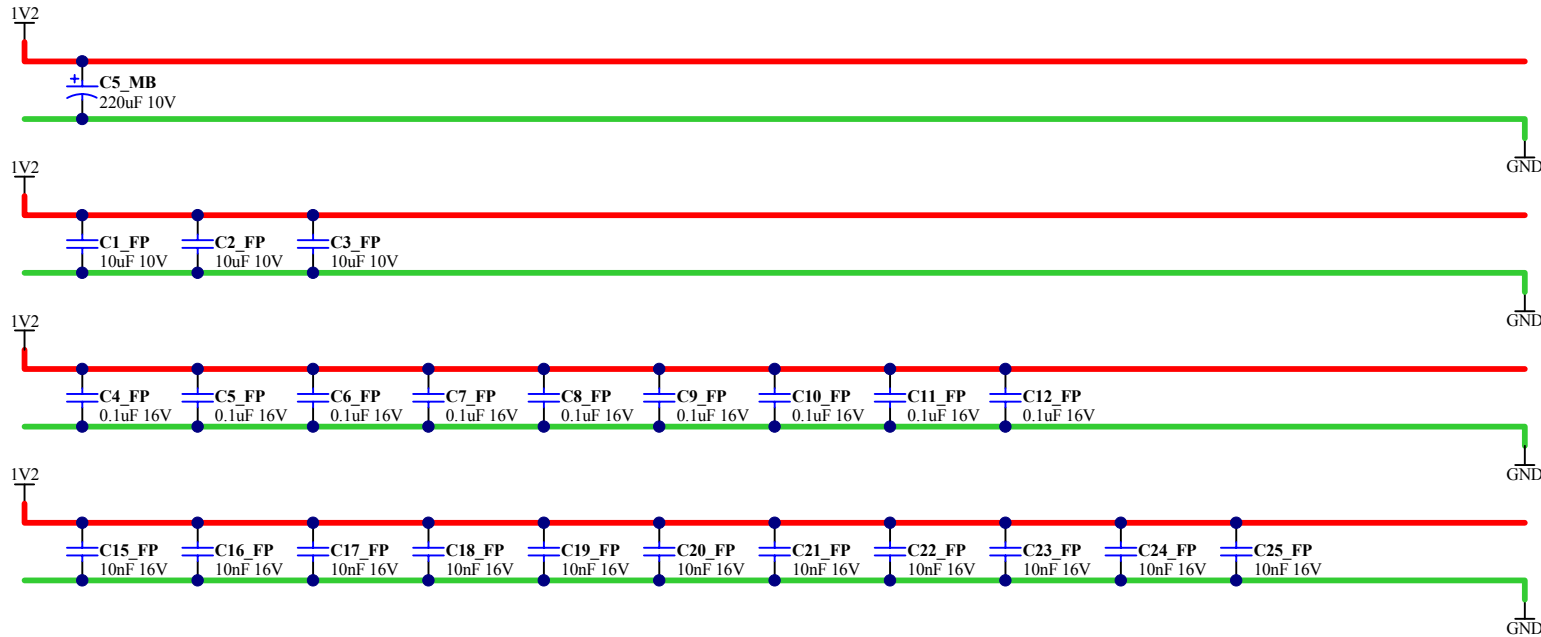 1V2
C5_MB
220uF 10V
GND
1V2
C1_FP C2_FP C3_FP
10uF 10V 10uF 10V 10uF 10V
GND
1V2
C4_FP C5_FP C6_FP C7_FP C8_FP C9_FP C10_FP C11_FP C12_FP
0.1uF 16V 0.1uF 16V 0.1uF 16V 0.1uF 16V 0.1uF 16V 0.1uF 16V 0.1uF 16V 0.1uF 16V 0.1uF 16V
GND
1V2
C15_FP C16_FP C17_FP C18_FP C19_FP C20_FP C21_FP C22_FP C23_FP C24_FP C25_FP
10nF 16V 10nF 16V 10nF 16V 10nF 16V 10nF 16V 10nF 16V 10nF 16V 10nF 16V 10nF 16V 10nF 16V 10nF 16V
GND